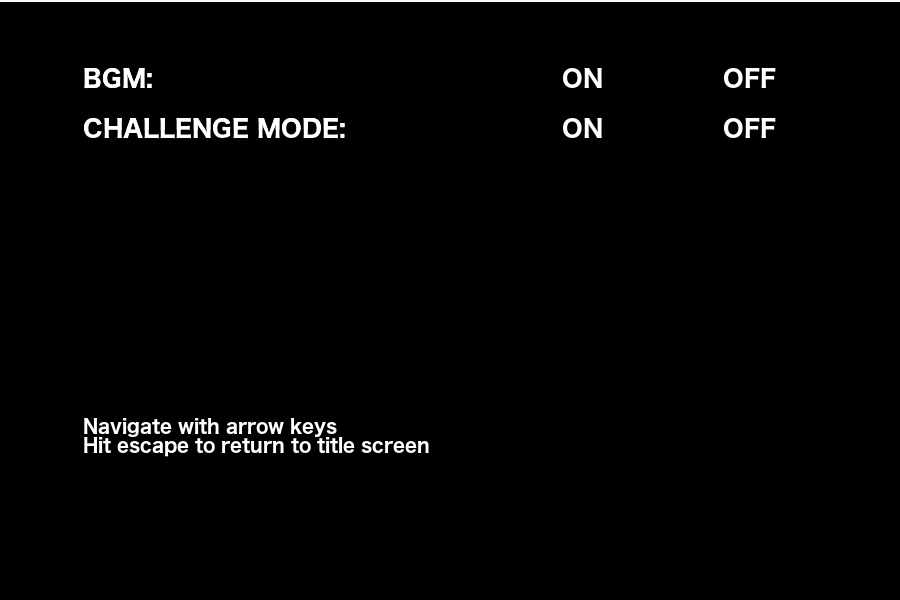 BGM: ON OFF
CHALLENGE MODE: ON OFF
Navigate with arrow keys
Hit escape to return to title screen